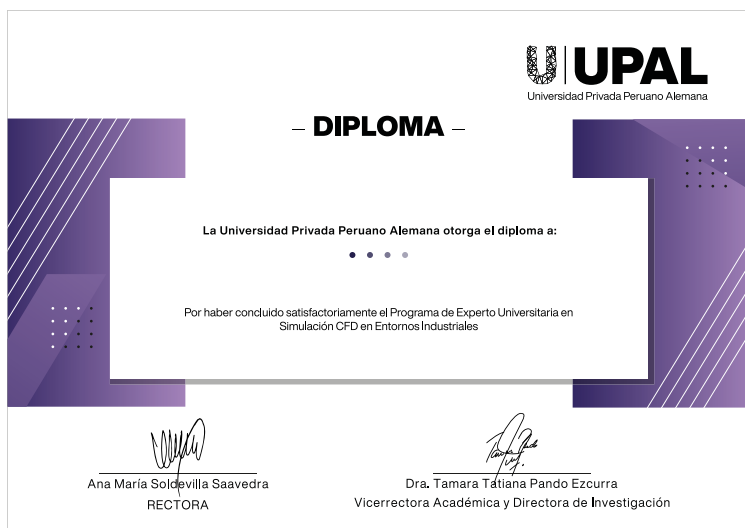 UPAL
Universidad Privada Peruano Alemana
– DIPLOMA –
La Universidad Privada Peruano Alemana otorga el diploma a:
Por haber concluido satisfactoriamente el Programa de Experto Universitaria en
Simulación CFD en Entornos Industriales
Ana María Soldevilla Saavedra
RECTORA
Dra. Tamara Tatiana Pando Ezcurra
Vicerrectora Académica y Directora de Investigación